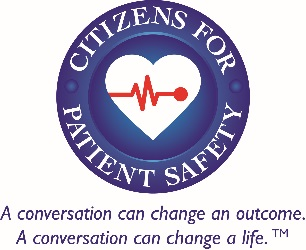 CITIZENS FOR
PATIENT SAFETY
A conversation can change an outcome.
A conversation can change a life.™